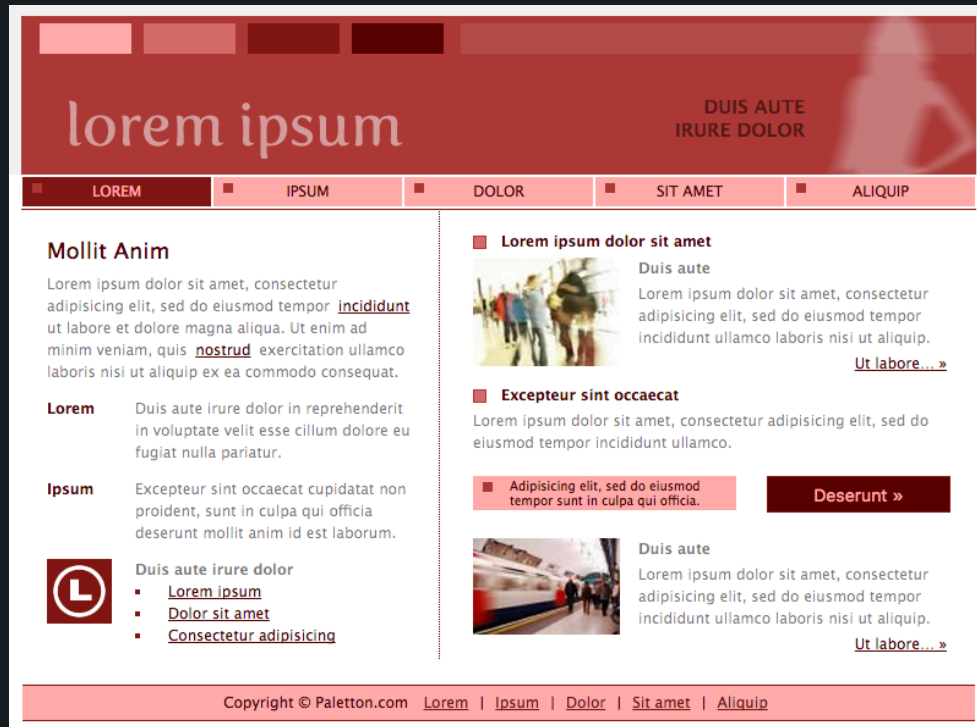 lorem ipsum
DUIS AUTE
IRURE DOLOR
LOREM
IPSUM
DOLOR
SIT AMET
ALIQUIP
Mollit Anim
Lorem ipsum dolor sit amet, consectetur
adipisicing elit, sed do eiusmod tempor incididunt
ut labore et dolore magna aliqua. Ut enim ad
minim veniam, quis nostrud exercitation ullamco
laboris nisi ut aliquip ex ea commodo consequat.
Lorem
Duis aute irure dolor in reprehenderit
in voluptate velit esse cillum dolore eu
fugiat nulla pariatur.
Ipsum
Excepteur sint occaecat cupidatat non
proident, sunt in culpa qui officia
deserunt mollit anim id est laborum.
L
Duis aute irure dolor
Lorem ipsum
Dolor sit amet
Consectetur adipisicing
Lorem ipsum dolor sit amet
Duis aute
Lorem ipsum dolor sit amet, consectetur
adipisicing elit, sed do eiusmod tempor
incididunt ullamco laboris nisi ut aliquip.
Ut labore... »
Excepteur sint occaecat
Lorem ipsum dolor sit amet, consectetur adipisicing elit, sed do
eiusmod tempor incididunt ullamco.
Adipisicing elit, sed do eiusmod
tempor sunt in culpa qui officia.
Deserunt »
Duis aute
Lorem ipsum dolor sit amet, consectetur
adipisicing elit, sed do eiusmod tempor
incididunt ullamco laboris nisi ut aliquip.
Ut labore... »
Copyright © Paletton.com Lorem | Ipsum | Dolor | Sit amet | Aliquip